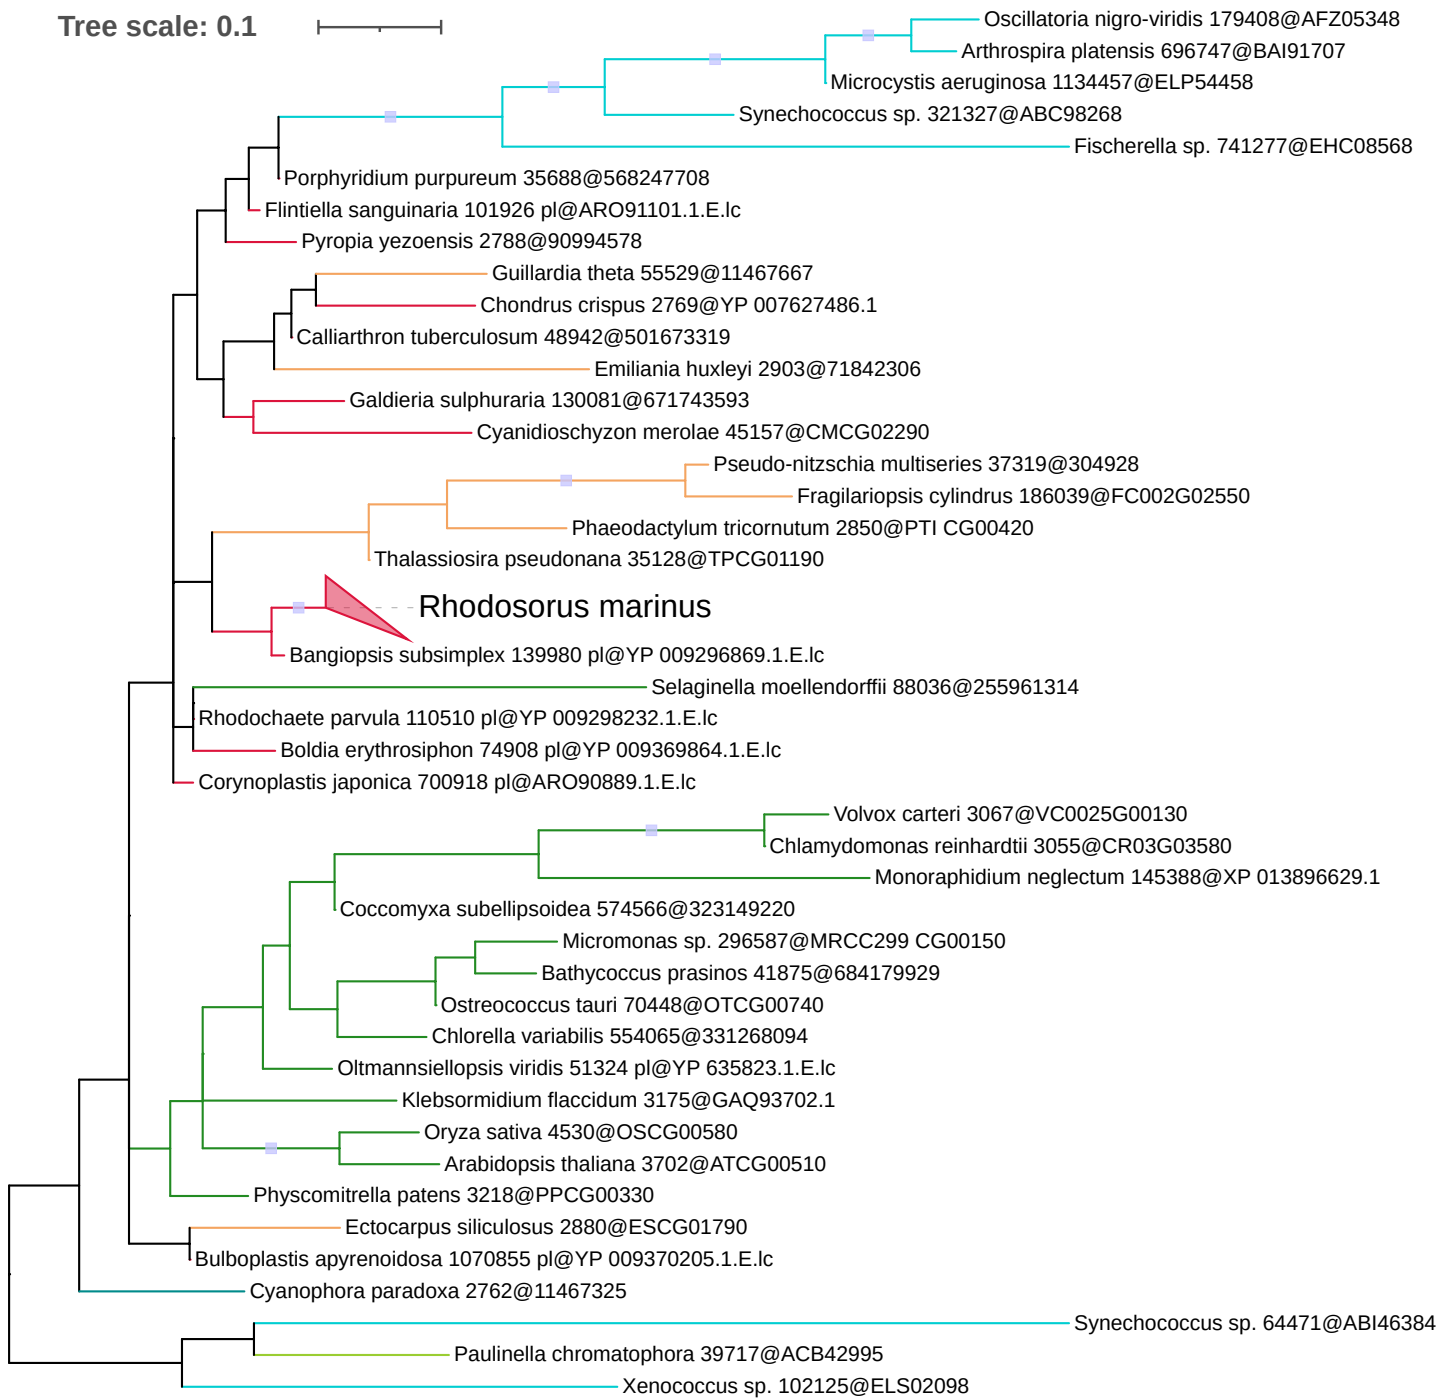 Tree scale: 0.1
Oscillatoria nigro-viridis 179408@AFZ05348
Arthrospira platensis 696747@BAI91707
Microcystis aeruginosa 1134457@ELP54458
Synechococcus sp. 321327@ABC98268
Fischerella sp. 741277@EHC08568
Porphyridium purpureum 35688@568247708
Flintiella sanguinaria 101926 pl@ARO91101.1.E.lc
Pyropia yezoensis 2788@90994578
Guillardia theta 55529@11467667
Chondrus crispus 2769@YP 007627486.1
Calliarthron tuberculosum 48942@501673319
Emiliania huxleyi 2903@71842306
Galdieria sulphuraria 130081@671743593
Cyanidioschyzon merolae 45157@CMCG02290
Pseudo-nitzschia multiseries 37319@304928
Fragilariopsis cylindrus 186039@FC002G02550
Phaeodactylum tricornutum 2850@PTI CG00420
Thalassiosira pseudonana 35128@TPCG01190
Rhodosorus marinus
Bangiopsis subsimplex 139980 pl@YP 009296869.1.E.lc
Selaginella moellendorffii 88036@255961314
Rhodochaete parvula 110510 pl@YP 009298232.1.E.lc
Boldia erythrosiphon 74908 pl@YP 009369864.1.E.lc
Corynoplastis japonica 700918 pl@ARO90889.1.E.lc
Volvox carteri 3067@VC0025G00130
Chlamydomonas reinhardtii 3055@CR03G03580
Monoraphidium neglectum 145388@XP 013896629.1
Coccomyxa subellipsoidea 574566@323149220
Micromonas sp. 296587@MRCC299 CG00150
Bathycoccus prasinos 41875@684179929
Ostreococcus tauri 70448@OTCG00740
Chlorella variabilis 554065@331268094
Oltmannsiellopsis viridis 51324 pl@YP 635823.1.E.lc
Klebsormidium flaccidum 3175@GAQ93702.1
Oryza sativa 4530@OSCG00580
Arabidopsis thaliana 3702@ATCG00510
Physcomitrella patens 3218@PPCG00330
Ectocarpus siliculosus 2880@ESCG01790
Bulboplastis apyrenoidosa 1070855 pl@YP 009370205.1.E.lc
Cyanophora paradoxa 2762@11467325
Synechococcus sp. 64471@ABI46384
Paulinella chromatophora 39717@ACB42995
Xenococcus sp. 102125@ELS02098